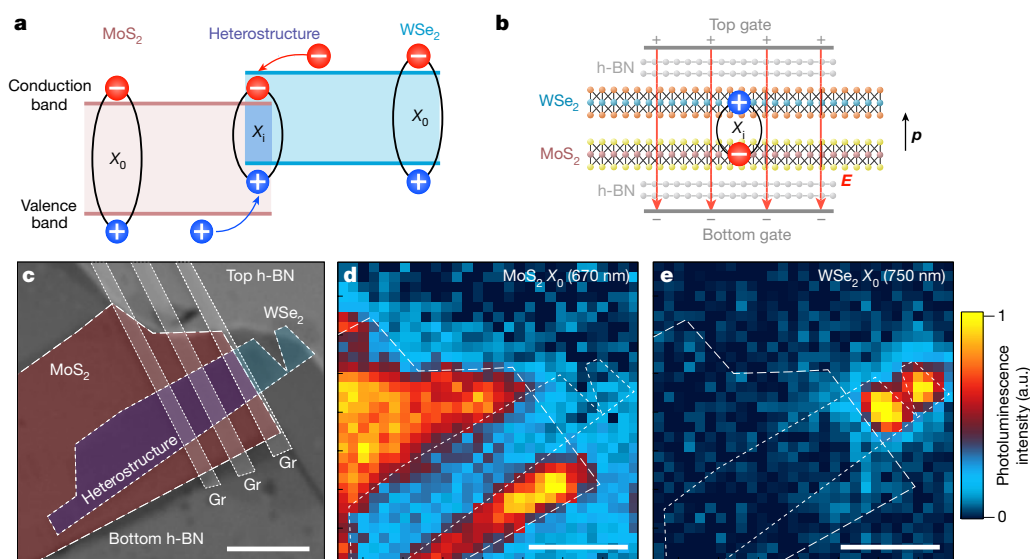 a
MoS2
Heterostructure
WSe2
Conduction
band
X0
Xi
X0
Valence
band
b
Top gate
+ + + +
h-BN
WSe2
Xi
p
MoS2
h-BN
E
− − − −
Bottom gate
c
Top h-BN
WSe2
MoS2
Heterostructure
Gr
Gr
Gr
Bottom h-BN
d
MoS2 X0 (670 nm)
e
WSe2 X0 (750 nm)
1
0
Photoluminescence
intensity (a.u.)